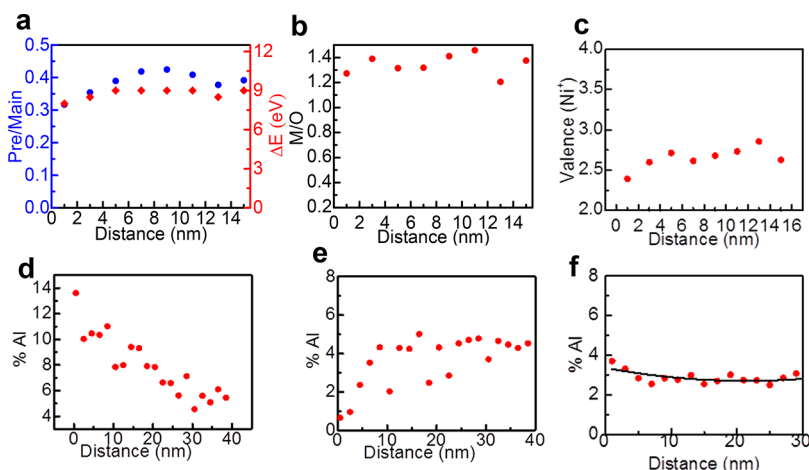 a
0.5
0.4
0.3
0.2
0.1
0.0
Pre/Main
12
9
6
3
0
ΔE (eV)
0 2 4 6 8 10 12 14
Distance (nm)
b
1.4
1.2
1.0
0.8
0.6
0.4
0.2
M/O
0 2 4 6 8 10 12 14
Distance (nm)
c
4.0
3.5
3.0
2.5
2.0
Valence (Ni⁺)
0 2 4 6 8 10 12 14 16
Distance (nm)
d
16
14
12
10
8
6
4
% Al
0 10 20 30 40
Distance (nm)
e
8
6
4
2
0
% Al
0 10 20 30 40
Distance (nm)
f
8
6
4
2
0
% Al
0 10 20 30
Distance (nm)